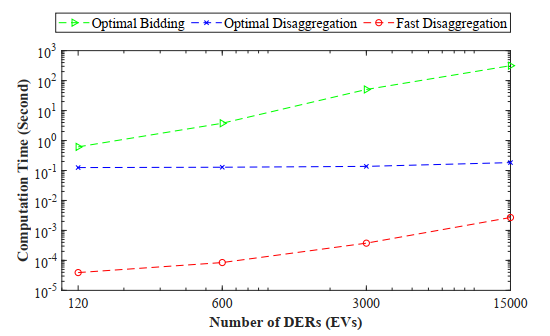 Optimal Bidding Optimal Disaggregation Fast Disaggregation
10^3
10^2
10^1
10^0
10^-1
10^-2
10^-3
10^-4
10^-5
Computation Time (Second)
120 600 3000 15000
Number of DERs (EVs)